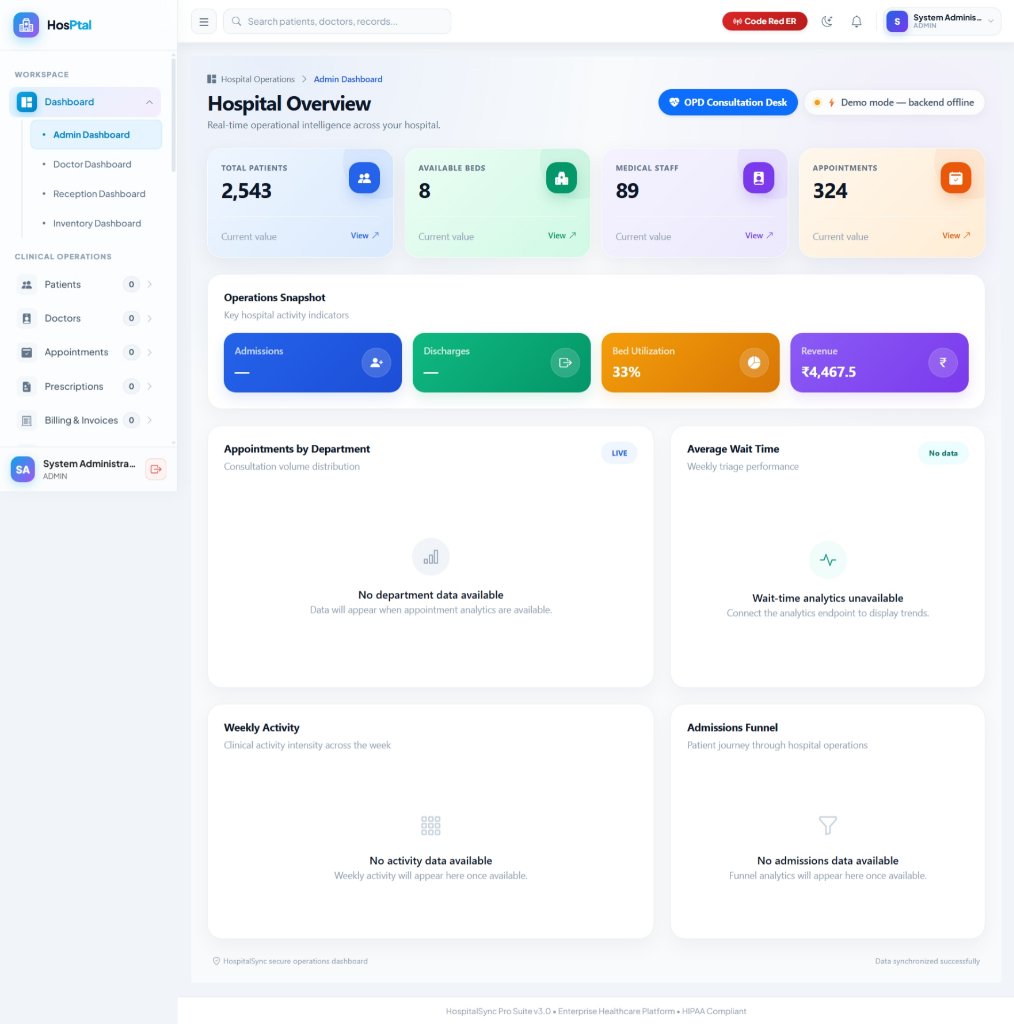 HosPtal
Search patients, doctors, records...
Code Red ER
S
System Adminis...
ADMIN
WORKSPACE
Dashboard
• Admin Dashboard
• Doctor Dashboard
• Reception Dashboard
• Inventory Dashboard
CLINICAL OPERATIONS
Patients 0
Doctors 0
Appointments 0
Prescriptions 0
Billing & Invoices 0
SA
System Administra...
ADMIN
Hospital Operations > Admin Dashboard
Hospital Overview
Real-time operational intelligence across your hospital.
OPD Consultation Desk
Demo mode — backend offline
TOTAL PATIENTS
2,543
Current value
View ↗
AVAILABLE BEDS
8
Current value
View ↗
MEDICAL STAFF
89
Current value
View ↗
APPOINTMENTS
324
Current value
View ↗
Operations Snapshot
Key hospital activity indicators
Admissions
—
Discharges
—
Bed Utilization
33%
Revenue
₹4,467.5
₹
Appointments by Department
Consultation volume distribution
LIVE
No department data available
Data will appear when appointment analytics are available.
Average Wait Time
Weekly triage performance
No data
Wait-time analytics unavailable
Connect the analytics endpoint to display trends.
Weekly Activity
Clinical activity intensity across the week
No activity data available
Weekly activity will appear here once available.
Admissions Funnel
Patient journey through hospital operations
No admissions data available
Funnel analytics will appear here once available.
HospitalSync secure operations dashboard
Data synchronized successfully
HospitalSync Pro Suite v3.0 • Enterprise Healthcare Platform • HIPAA Compliant